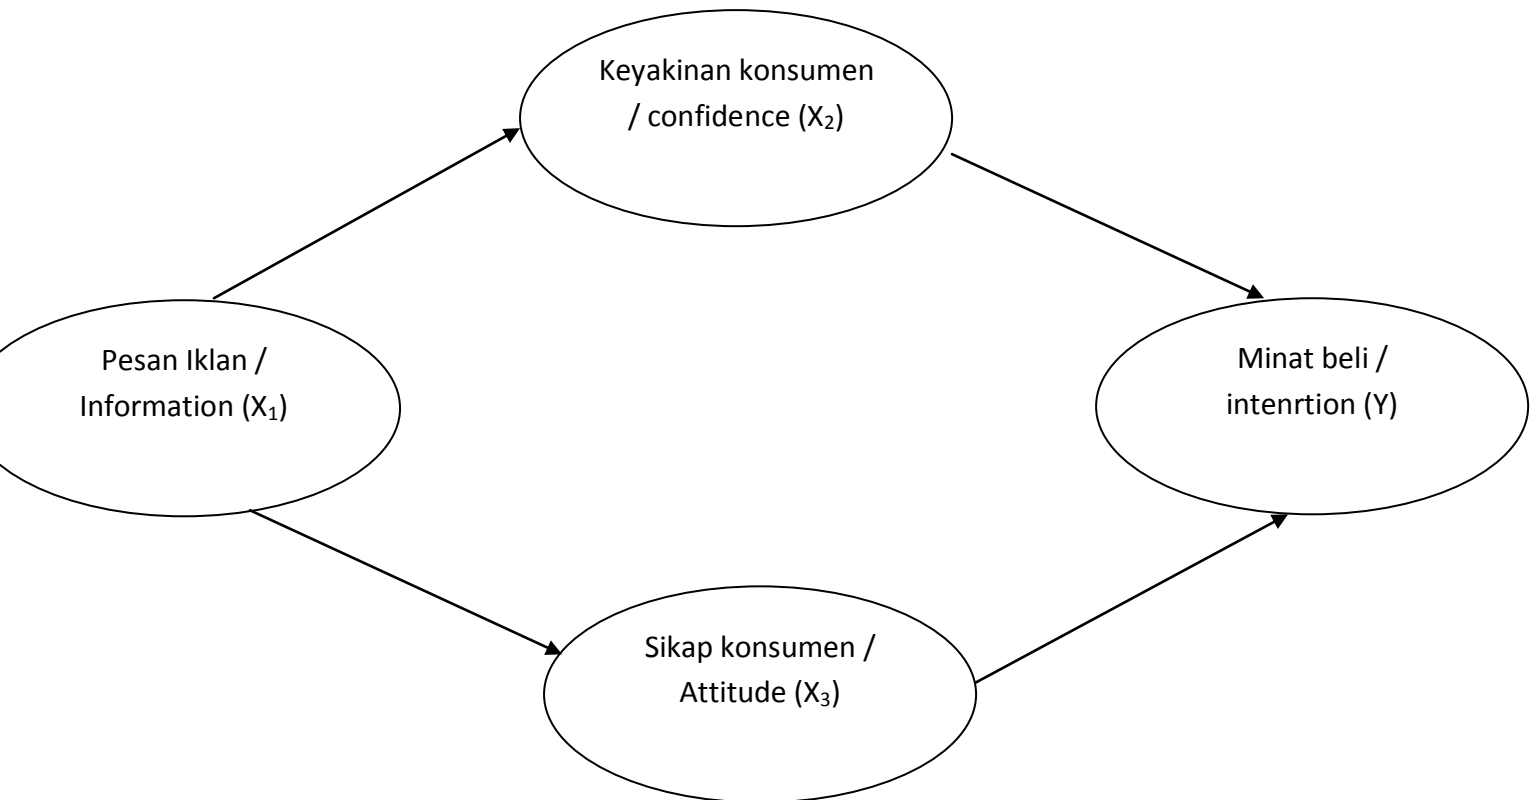 Keyakinan konsumen
/ confidence (X₂)
Pesan Iklan /
Information (X₁)
Minat beli /
intenrtion (Y)
Sikap konsumen /
Attitude (X₃)